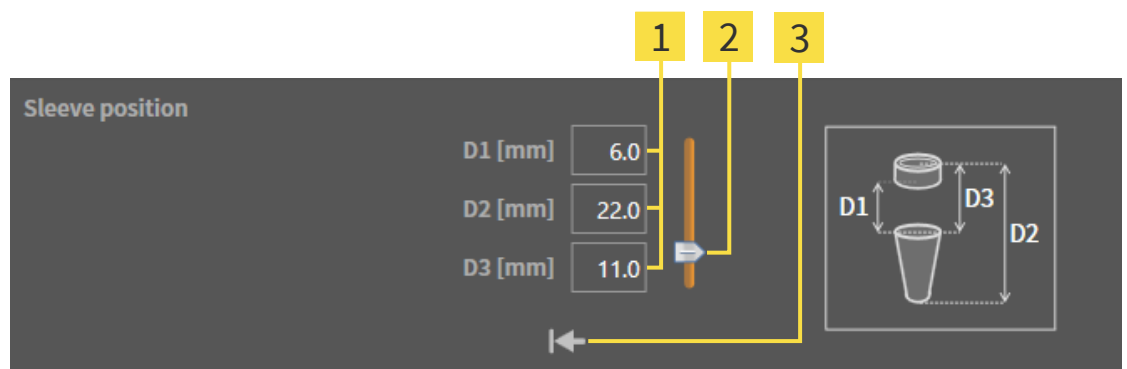 1 2 3
Sleeve position
D1 [mm] 6.0
D2 [mm] 22.0
D3 [mm] 11.0
D1
D3
D2